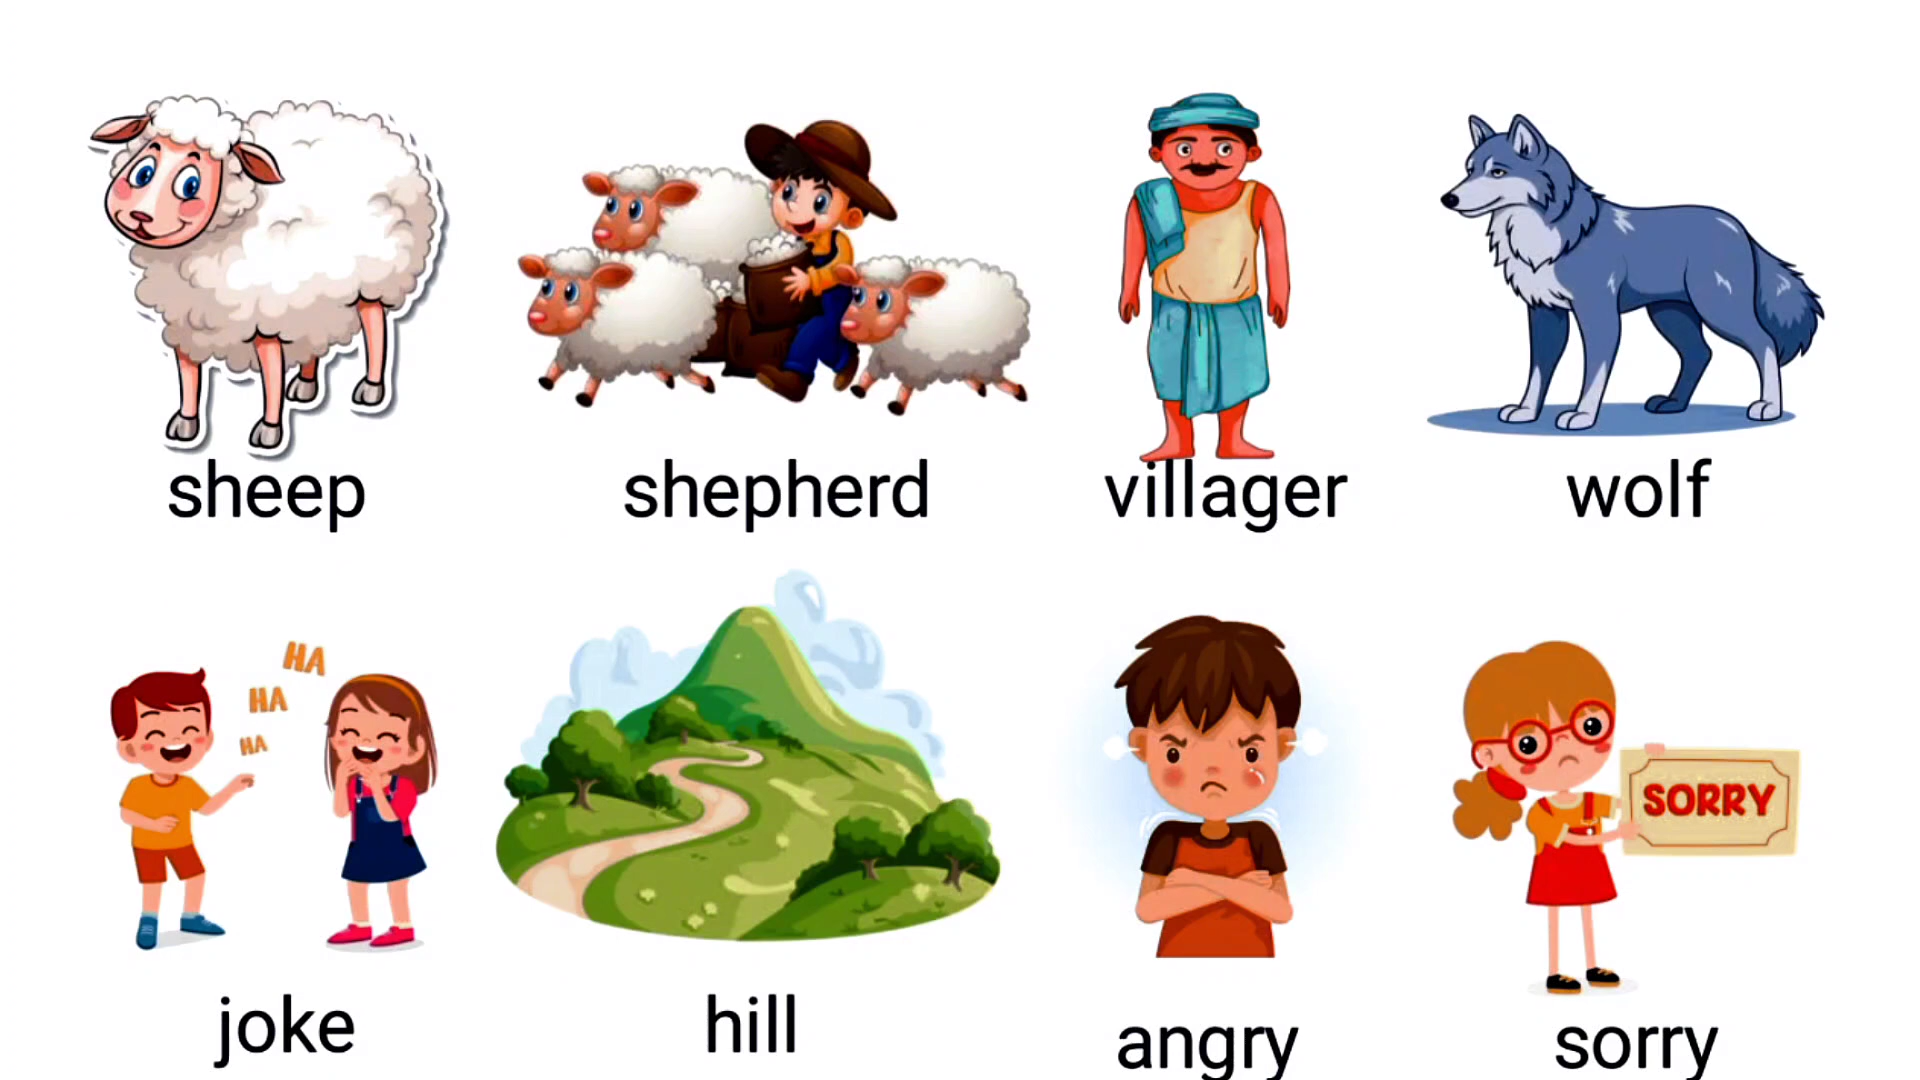 sheep
shepherd
villager
wolf
HA
HA
HA
SORRY
joke
hill
angry
sorry